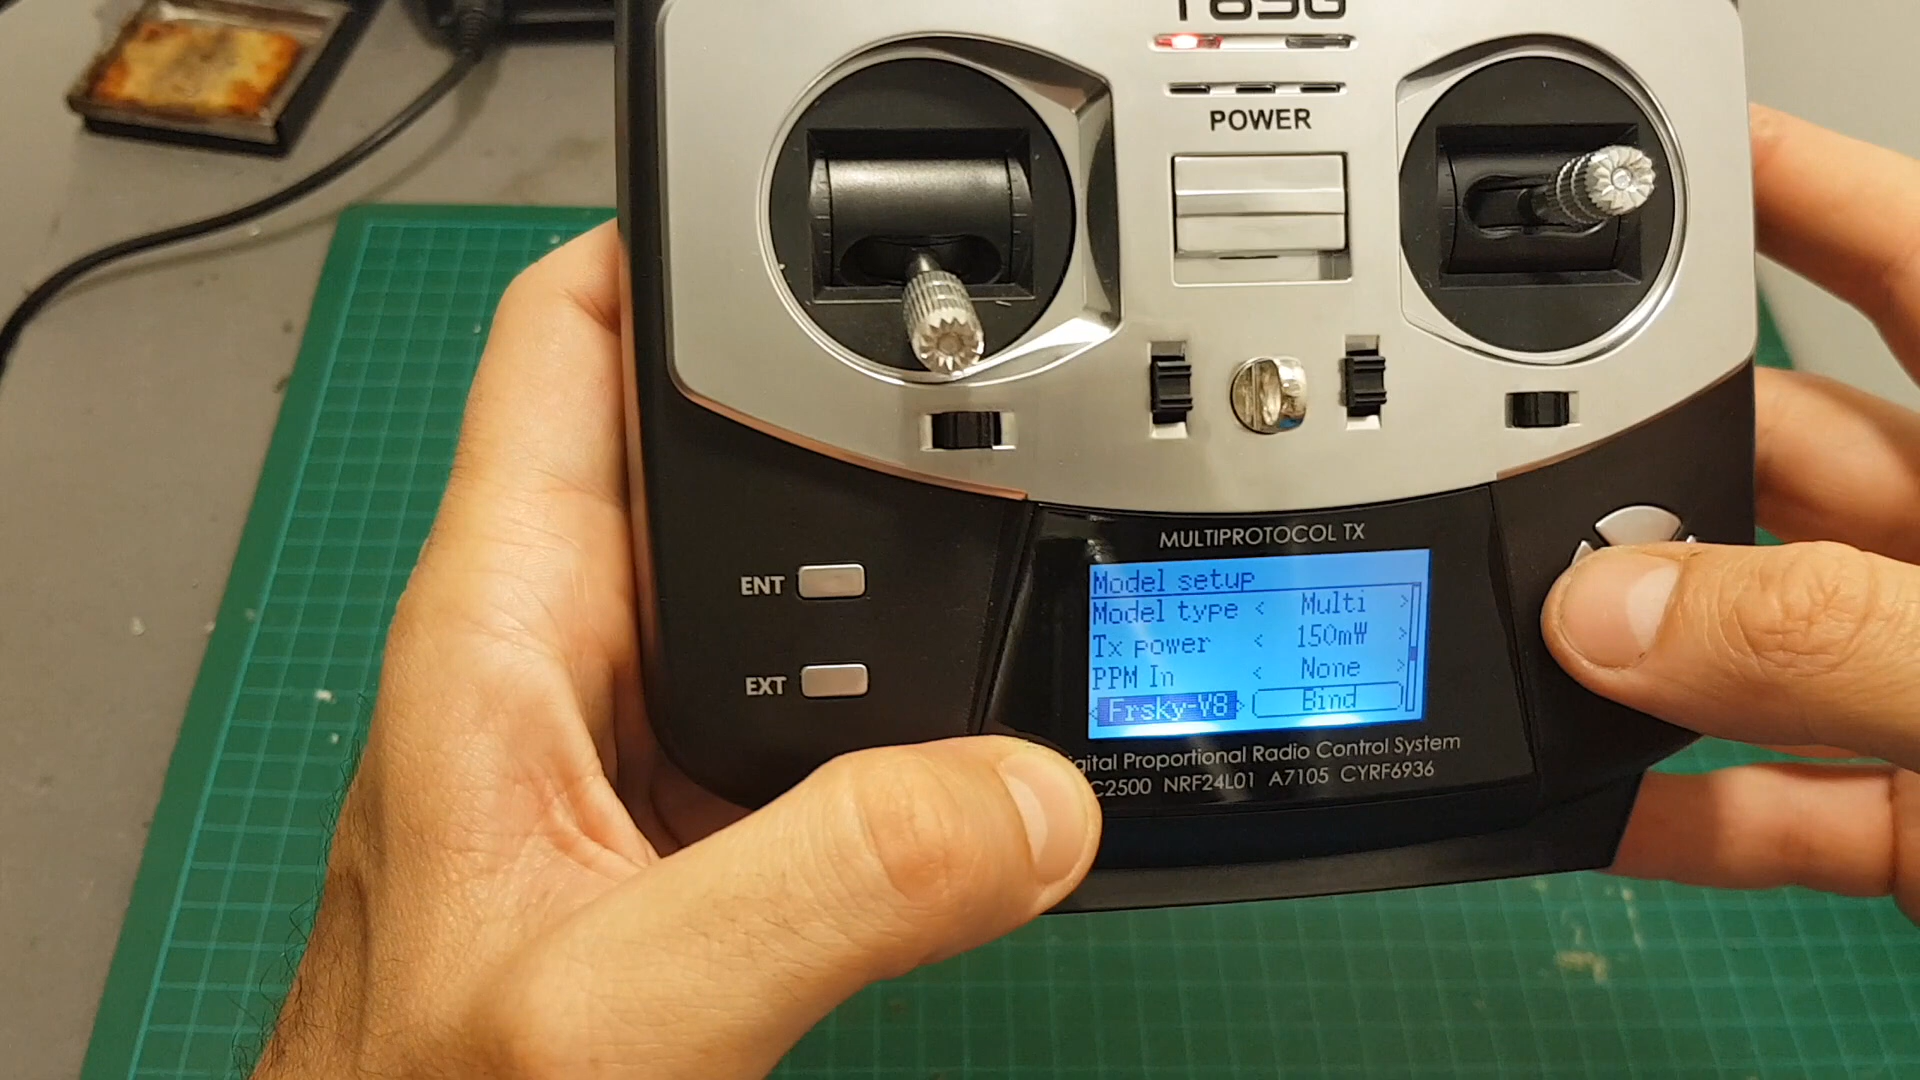 POWER
MULTIPROTOCOL TX
ENT
EXT
Model setup
Model type < Multi >
Tx power < 150mW >
PPM In < None >
< Frsky-V8 > Bind
igital Proportional Radio Control System
C2500 NRF24L01 A7105 CYRF6936